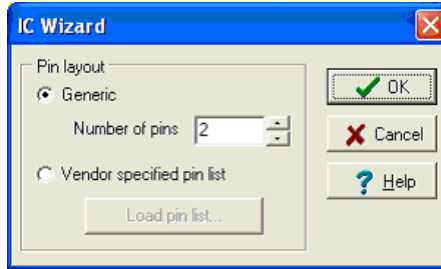 IC Wizard
Pin layout
Generic
Number of pins 2
Vendor specified pin list
Load pin list...
OK
Cancel
Help